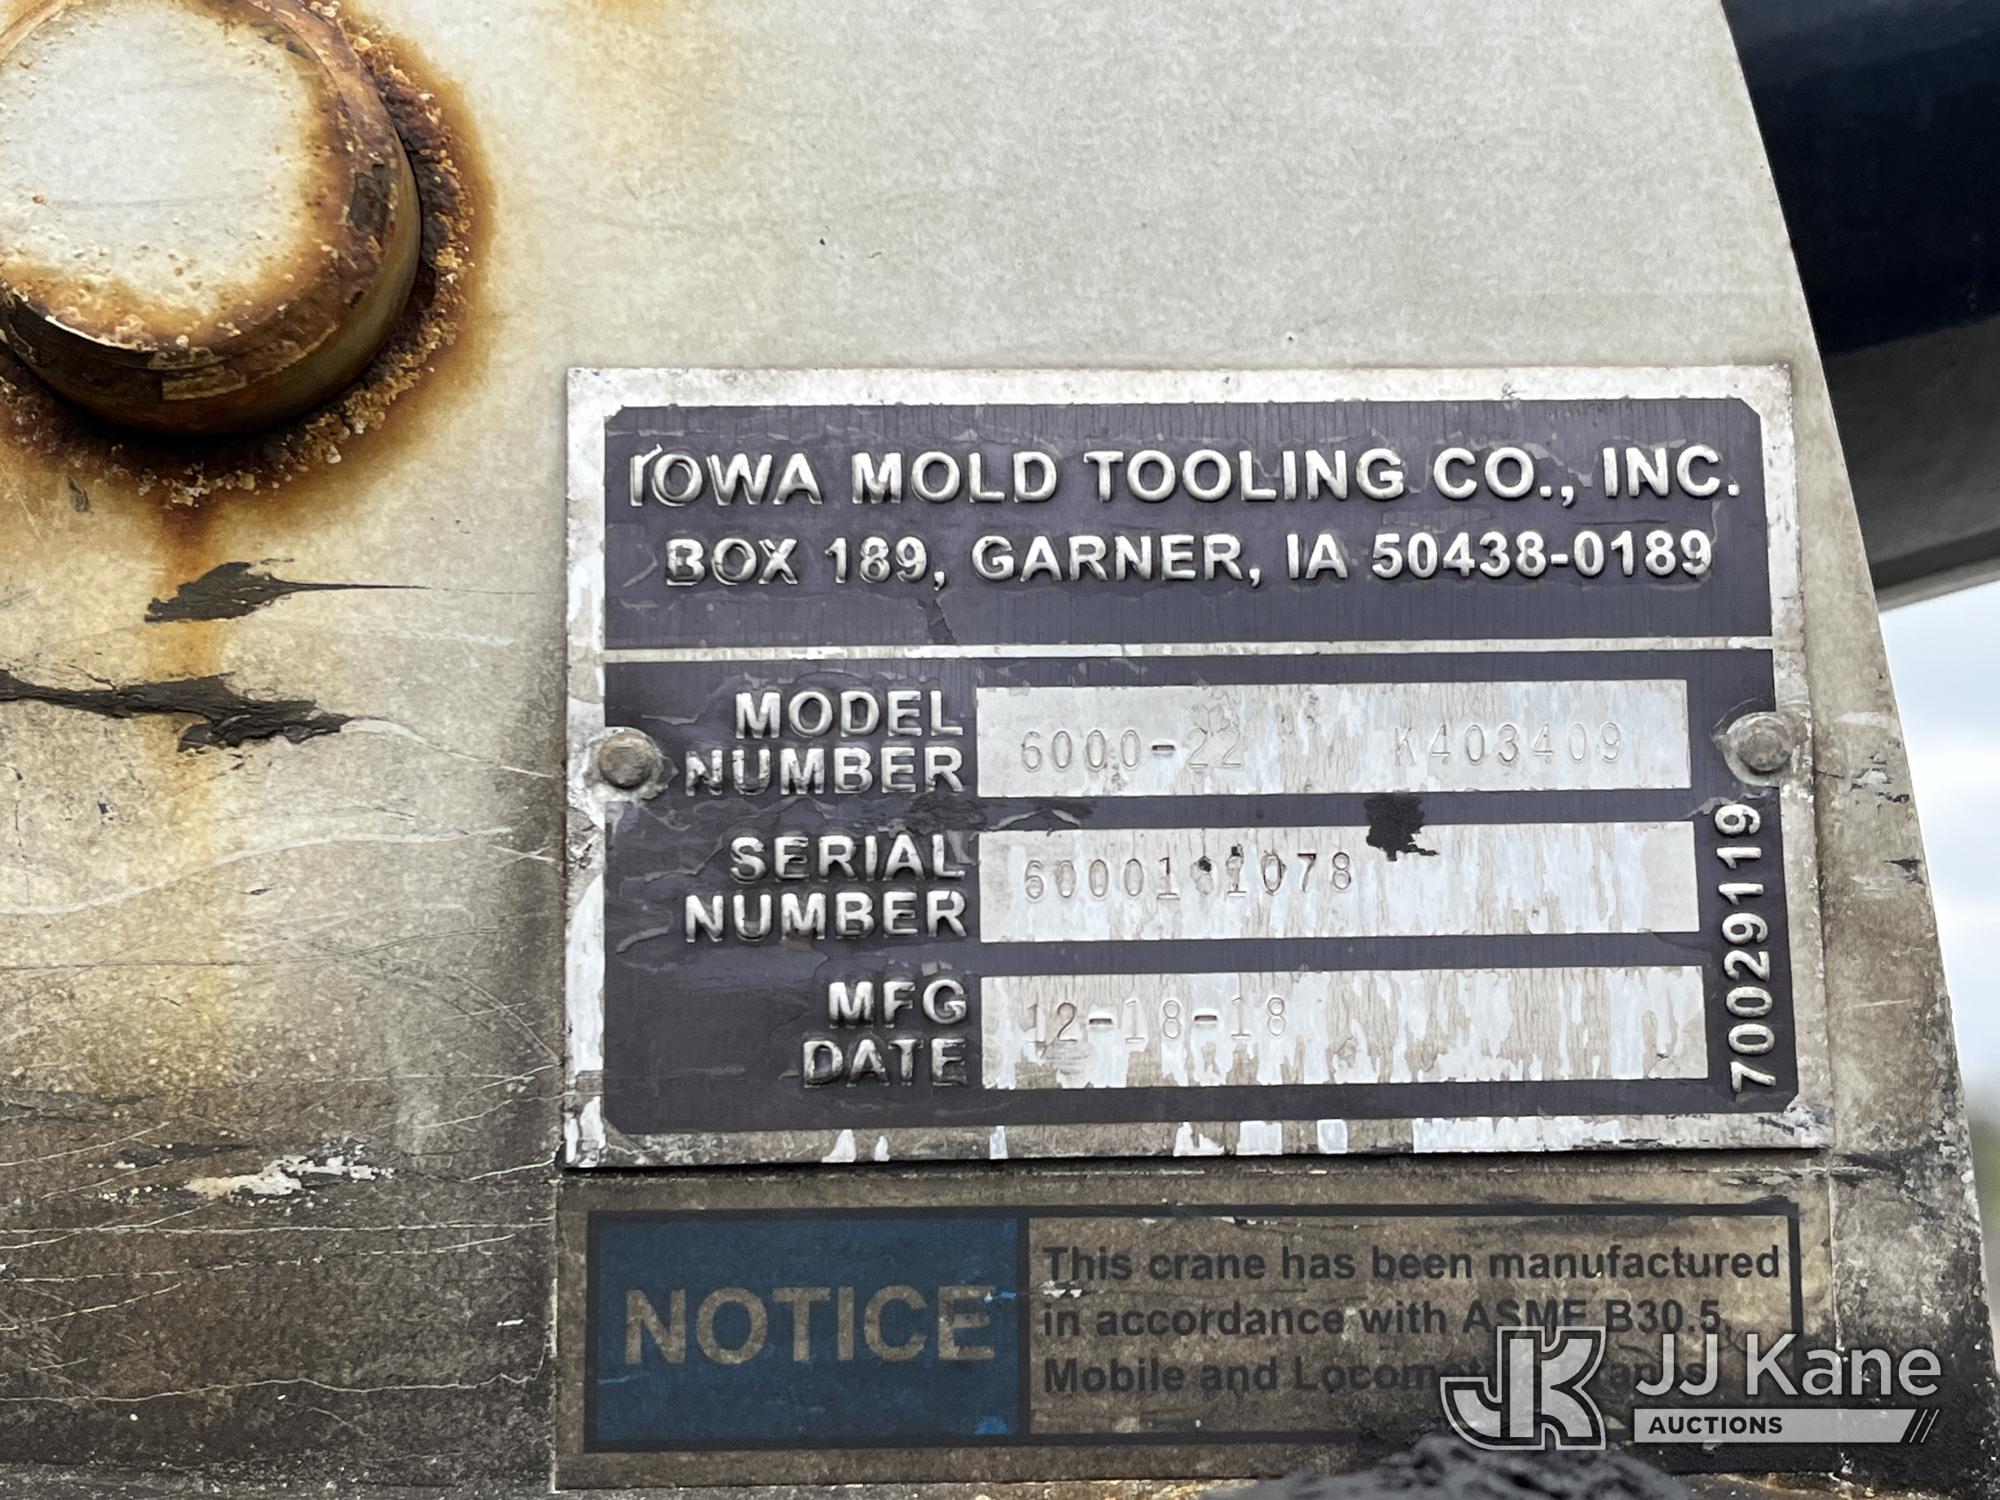 IOWA MOLD TOOLING CO., INC.
BOX 189, GARNER, IA 50438-0189
MODEL NUMBER 6000-22 K403409
SERIAL NUMBER
MFG DATE 12-18-18
70029119
NOTICE
This crane has been manufactured
in accordance with ASME B30.5,
Mobile and
JJ Kane
AUCTIONS